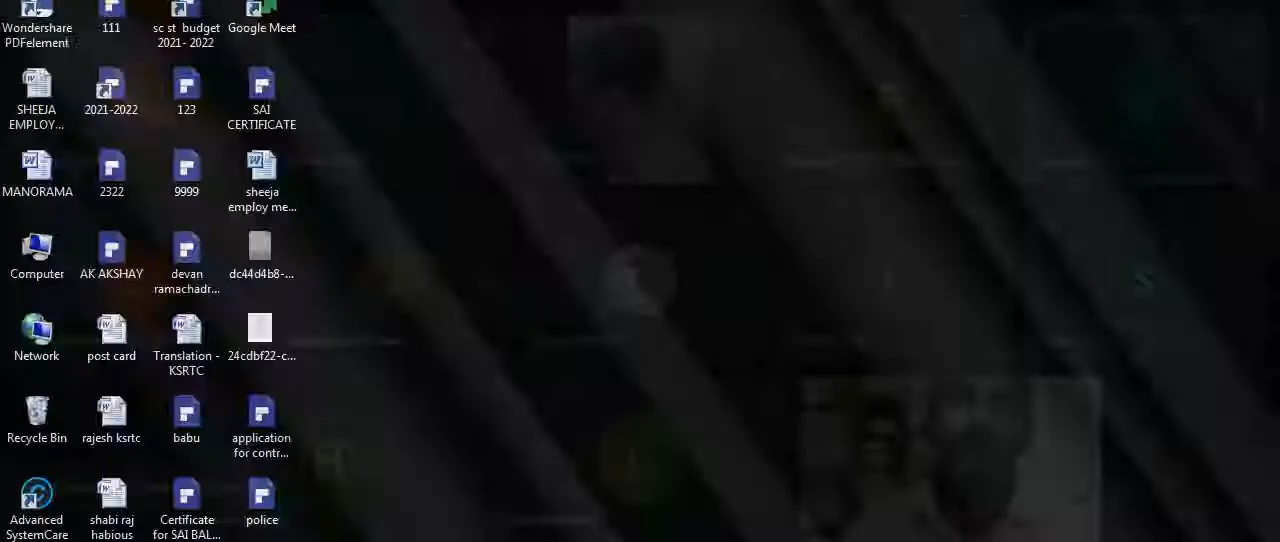 Wondershare
PDFelement
111
sc st budget
2021- 2022
Google Meet
SHEEJA
EMPLOY...
2021-2022
123
SAI
CERTIFICATE
MANORAMA
2322
9999
sheeja
employ me...
Computer
AK AKSHAY
devan
ramachadr...
dc44d4b8-...
Network
post card
Translation -
KSRTC
24cdbf22-c...
Recycle Bin
rajesh ksrtc
babu
application
for contr...
Advanced
SystemCare
shabi raj
habious
Certificate
for SAI BAL...
police